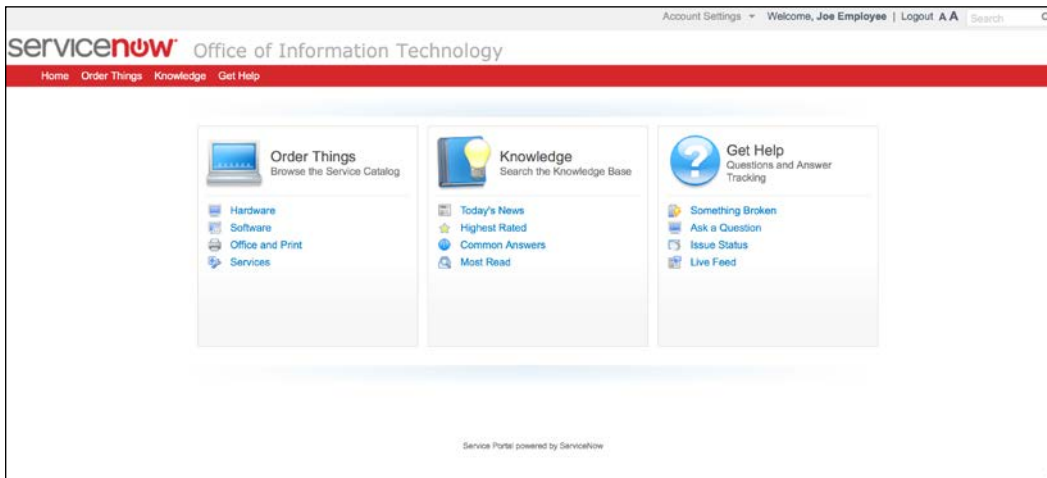 Account Settings Welcome, Joe Employee | Logout A A Search
servicenow Office of Information Technology
Home Order Things Knowledge Get Help
Order Things
Browse the Service Catalog
Hardware
Software
Office and Print
Services
Knowledge
Search the Knowledge Base
Today's News
Highest Rated
Common Answers
Most Read
Get Help
Questions and Answer
Tracking
Something Broken
Ask a Question
Issue Status
Live Feed
Service Portal powered by ServiceNow